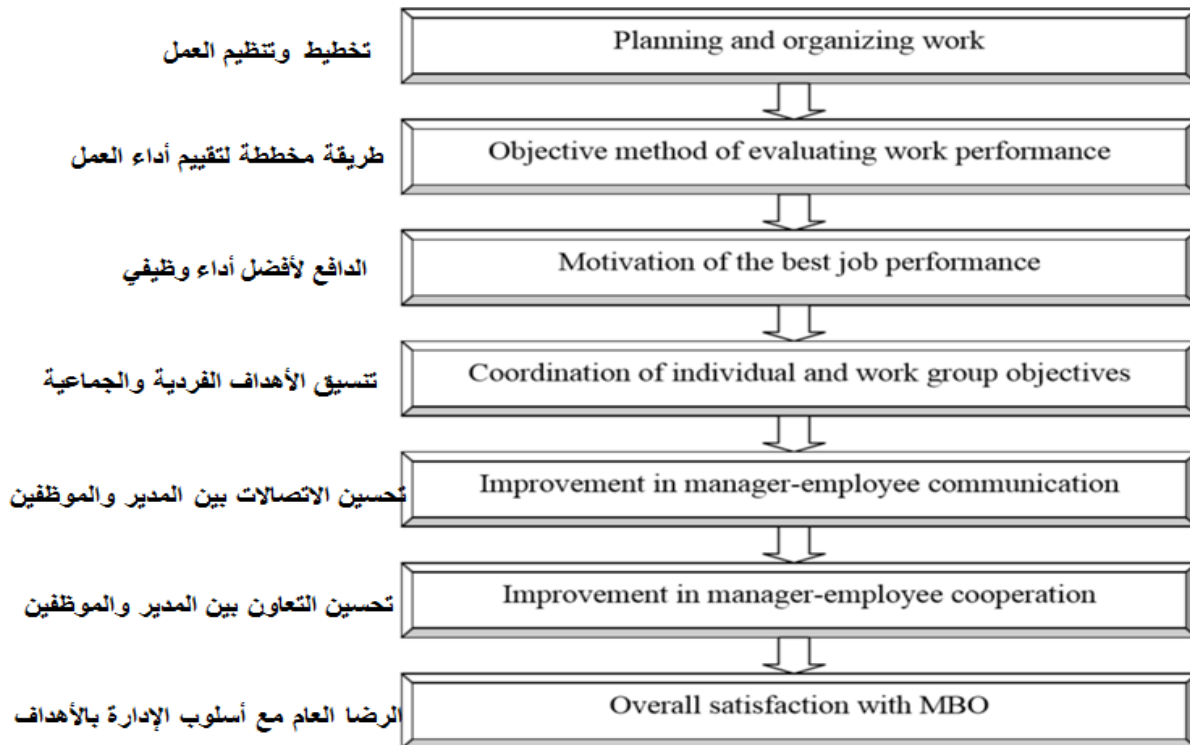 Planning and organizing work
تخطيط وتنظيم العمل
Objective method of evaluating work performance
طريقة مخططة لتقييم أداء العمل
Motivation of the best job performance
الدافع لأفضل أداء وظيفي
Coordination of individual and work group objectives
تنسيق الأهداف الفردية والجماعية
Improvement in manager-employee communication
تحسين الاتصالات بين المدير والموظفين
Improvement in manager-employee cooperation
تحسين التعاون بين المدير والموظفين
Overall satisfaction with MBO
الرضا العام مع أسلوب الإدارة بالأهداف